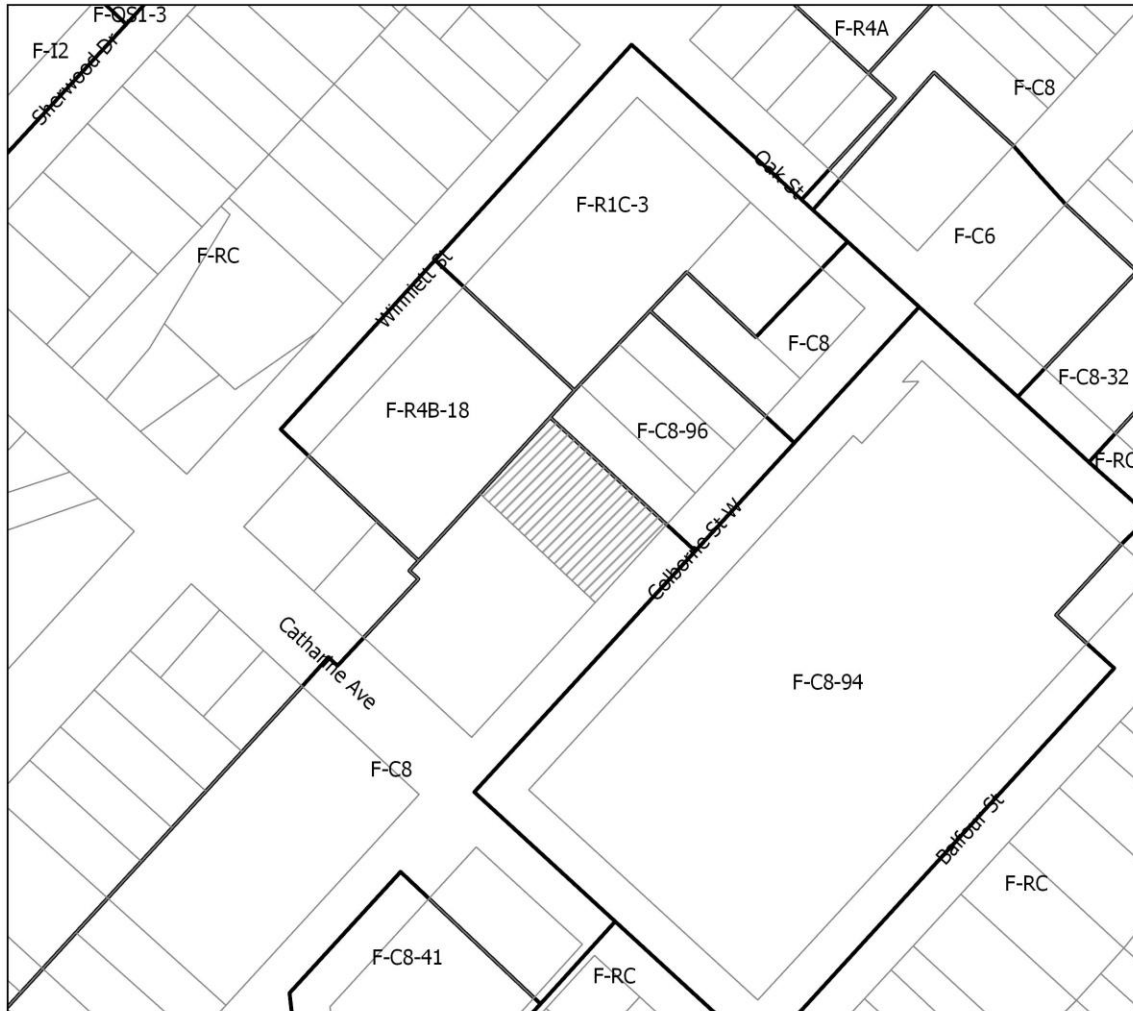 F-OS1-3
F-I2
Sherwood Dr
F-R4A
F-C8
Oak St
F-R1C-3
F-C6
F-RC
Winniett St
F-C8
F-C8-32
F-R4B-18
F-C8-96
F-RC
Colborne St W
Catharine Ave
F-C8-94
F-C8
Balfour St
F-RC
F-C8-41
F-RC